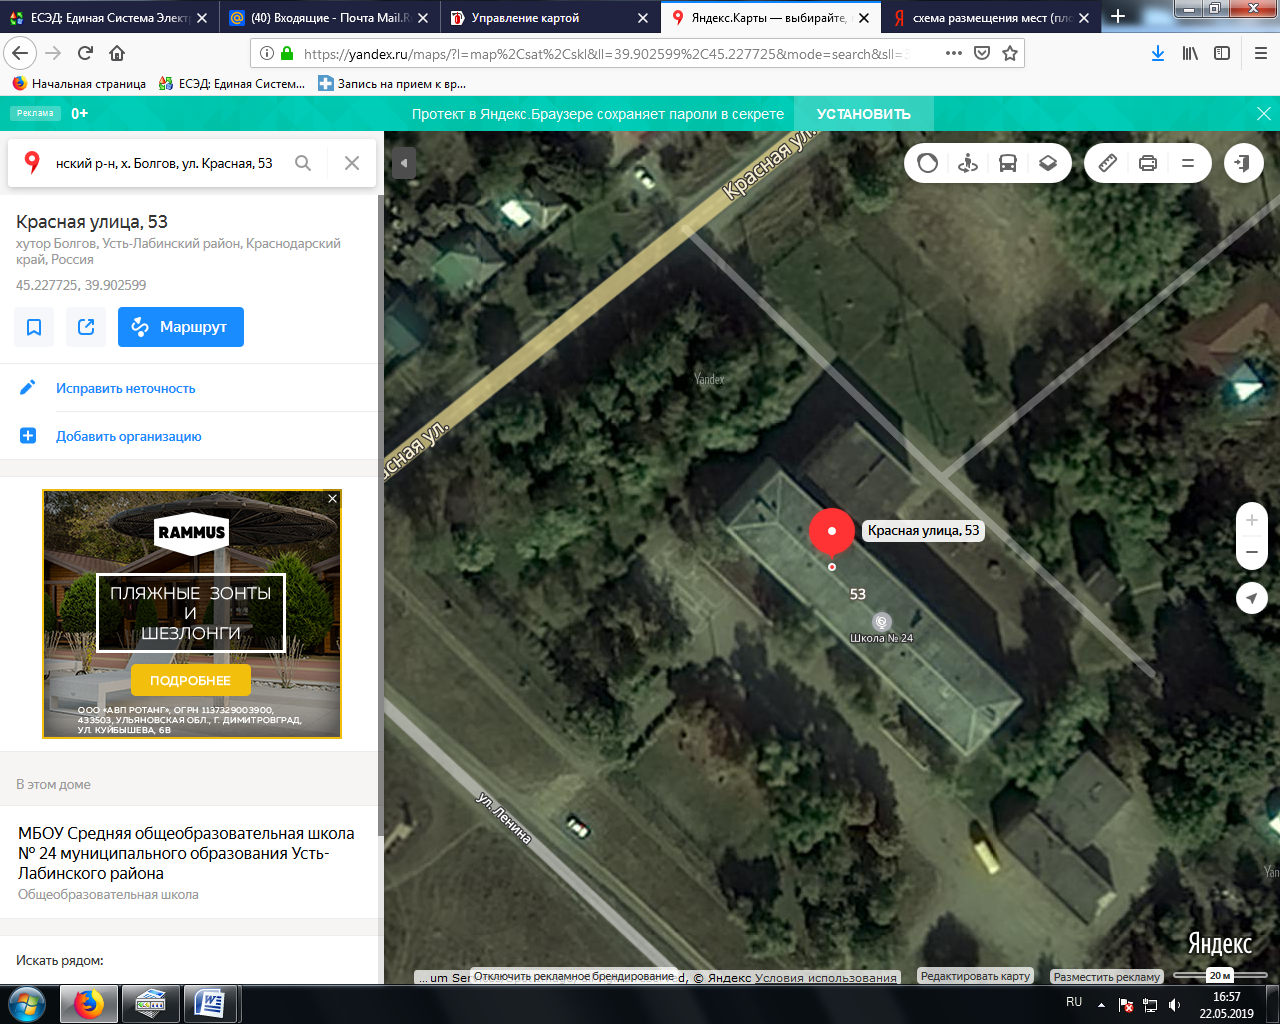 ЕСЭД: Единая Система Элект
(40) Входящие - Почта Mail.R
Управление картой
Яндекс.Карты — выбирайте,
схема размещения мест (пло
https://yandex.ru/maps/?l=map%2Csat%2Cskl&ll=39.902599%2C45.227725&mode=search&sll=
Начальная страница
ЕСЭД: Единая Систем...
Запись на прием к вр...
Реклама
0+
Протект в Яндекс.Браузере сохраняет пароли в секрете
УСТАНОВИТЬ
нский р-н, х. Болгов, ул. Красная, 53
Красная улица, 53
хутор Болгов, Усть-Лабинский район, Краснодарский
край, Россия
45.227725, 39.902599
Маршрут
Исправить неточность
Добавить организацию
RAMMUS
ПЛЯЖНЫЕ ЗОНТЫ
И
ШЕЗЛОНГИ
ПОДРОБНЕЕ
ООО «АВП РОТАНГ», ОГРН 1137329003900,
433503, УЛЬЯНОВСКАЯ ОБЛ., Г. ДИМИТРОВГРАД,
УЛ. КУЙБЫШЕВА, 6В
В этом доме
МБОУ Средняя общеобразовательная школа
№ 24 муниципального образования Усть-
Лабинского района
Общеобразовательная школа
Искать рядом:
Красная ул.
асная ул.
Yandex
Красная улица, 53
53
Школа № 24
ул. Ленина
Yan
Яндекс
... um Ser
Отключить рекламное брендирование
d, © Яндекс Условия использования
Редактировать карту
Разместить рекламу
20 м
RU
16:57
22.05.2019